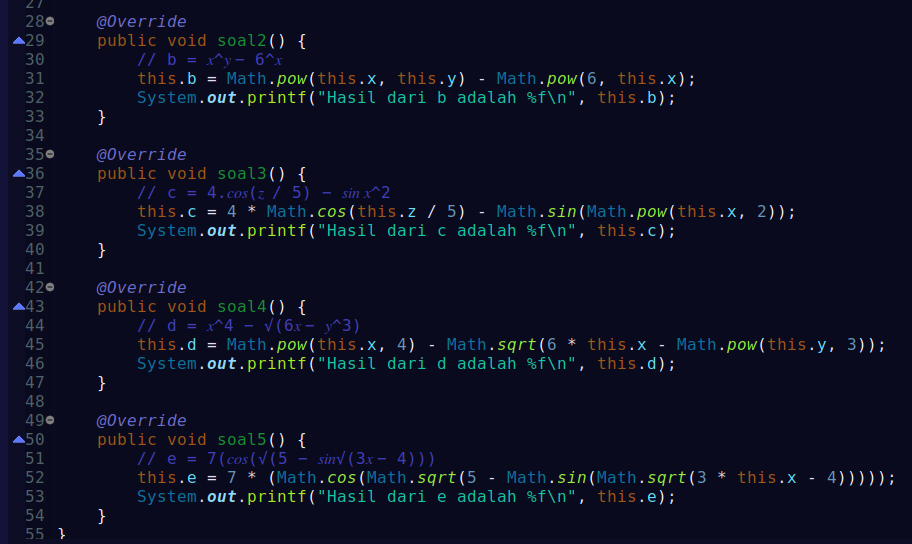 27
28 @Override
29 public void soal2() {
30 // b = 𝑥^𝑦 − 6^𝑥
31 this.b = Math.pow(this.x, this.y) - Math.pow(6, this.x);
32 System.out.printf("Hasil dari b adalah %f\n", this.b);
33 }
34
35 @Override
36 public void soal3() {
37 // c = 4.𝑐𝑜𝑠(𝑧 / 5) − 𝑠𝑖𝑛 𝑥^2
38 this.c = 4 * Math.cos(this.z / 5) - Math.sin(Math.pow(this.x, 2));
39 System.out.printf("Hasil dari c adalah %f\n", this.c);
40 }
41
42 @Override
43 public void soal4() {
44 // d = 𝑥^4 − √(6𝑥 − 𝑦^3)
45 this.d = Math.pow(this.x, 4) - Math.sqrt(6 * this.x - Math.pow(this.y, 3));
46 System.out.printf("Hasil dari d adalah %f\n", this.d);
47 }
48
49 @Override
50 public void soal5() {
51 // e = 7(𝑐𝑜𝑠(√(5 − 𝑠𝑖𝑛√(3𝑥 − 4)))
52 this.e = 7 * (Math.cos(Math.sqrt(5 - Math.sin(Math.sqrt(3 * this.x - 4)))));
53 System.out.printf("Hasil dari e adalah %f\n", this.e);
54 }
55 }